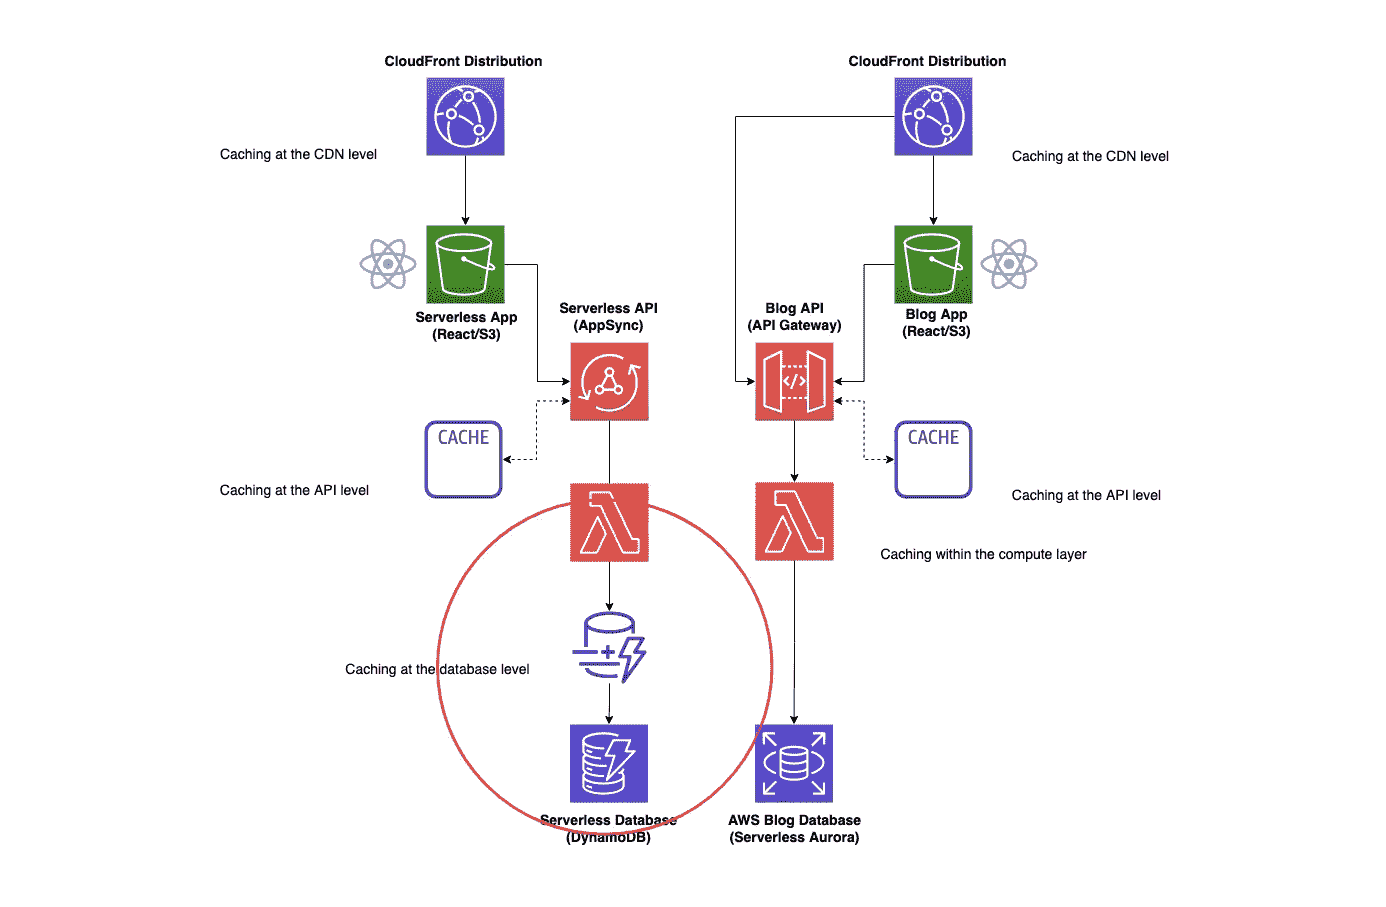 CloudFront Distribution
CloudFront Distribution
Caching at the CDN level
Caching at the CDN level
Serverless App
(React/S3)
Serverless API
(AppSync)
Blog API
(API Gateway)
Blog App
(React/S3)
</>
CACHE
CACHE
Caching at the API level
Caching at the API level
Caching within the compute layer
Caching at the database level
Serverless Database
(DynamoDB)
AWS Blog Database
(Serverless Aurora)